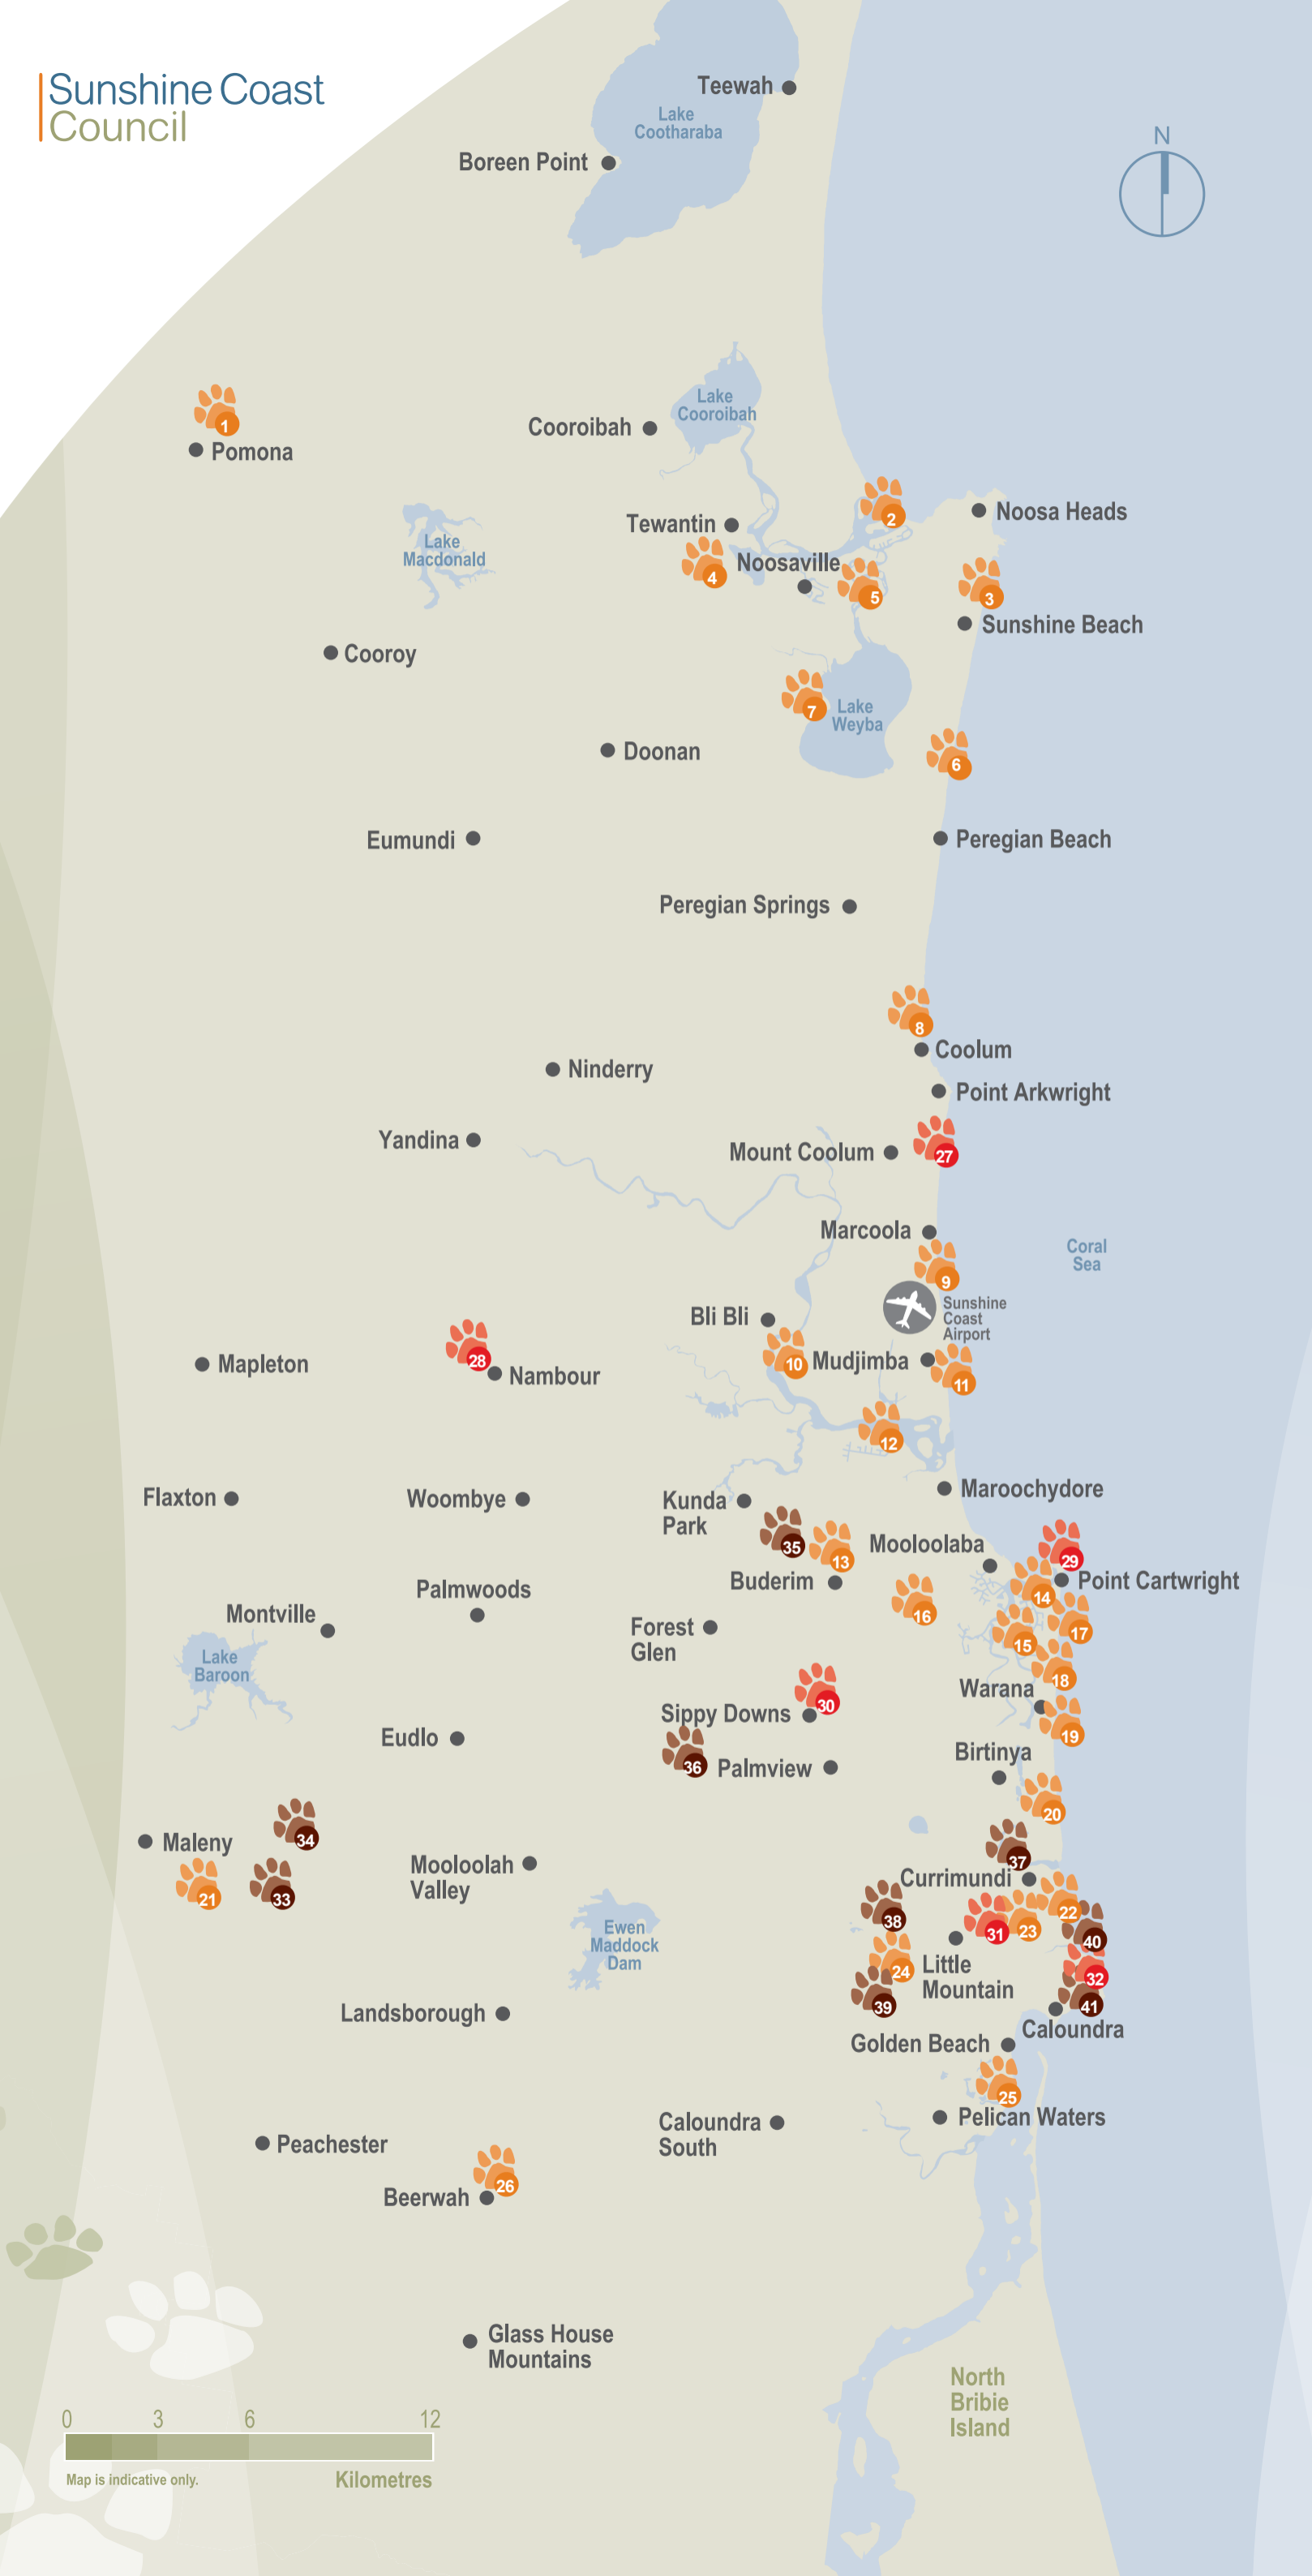 Sunshine Coast
Council
Teewah
Lake
Cootharaba
N
Boreen Point
1
Pomona
Lake
Cooroibah
Cooroibah
2
Noosa Heads
Tewantin
Lake
Macdonald
4
Noosaville
5
3
Sunshine Beach
Cooroy
7
Lake
Weyba
Doonan
6
Eumundi
Peregian Beach
Peregian Springs
8
Coolum
Ninderry
Point Arkwright
Yandina
Mount Coolum
27
Marcoola
Coral
Sea
9
Sunshine
Coast
Airport
Bli Bli
10
Mudjimba
11
28
Mapleton
Nambour
12
Flaxton
Woombye
Kunda
Park
Maroochydore
35
13
Mooloolaba
29
Buderim
Point Cartwright
14
Palmwoods
16
Montville
Forest
Glen
15
17
Lake
Baroon
18
Warana
30
Sippy Downs
19
Eudlo
36
Palmview
Birtinya
20
34
Maleny
37
Mooloolah
Valley
Currimundi
21
33
22
38
31
23
40
Ewen
Maddock
Dam
24
Little
Mountain
32
39
41
Landsborough
Caloundra
Golden Beach
25
Caloundra
South
Pelican Waters
Peachester
26
Beerwah
Glass House
Mountains
North
Bribie
Island
0 3 6 12
Map is indicative only.
Kilometres